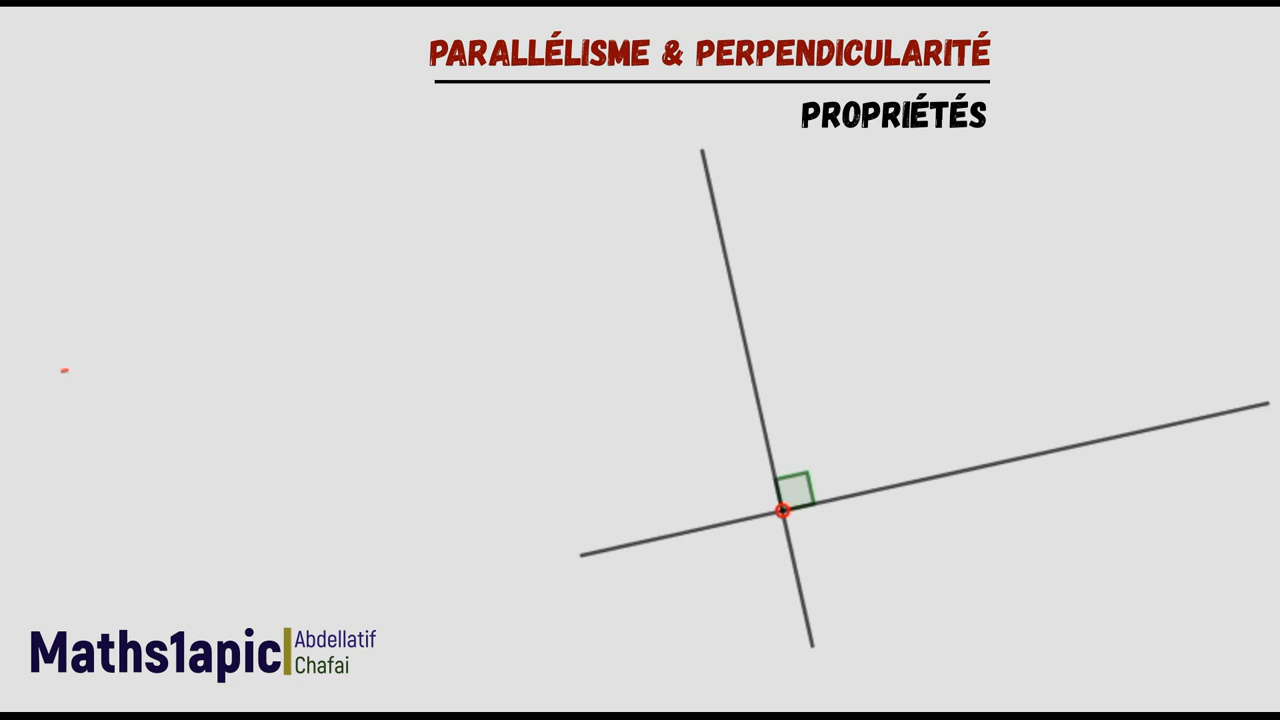 PARALLÉLISME & PERPENDICULARITÉ
PROPRIÉTÉS
Maths1apic
Abdellatif
Chafai